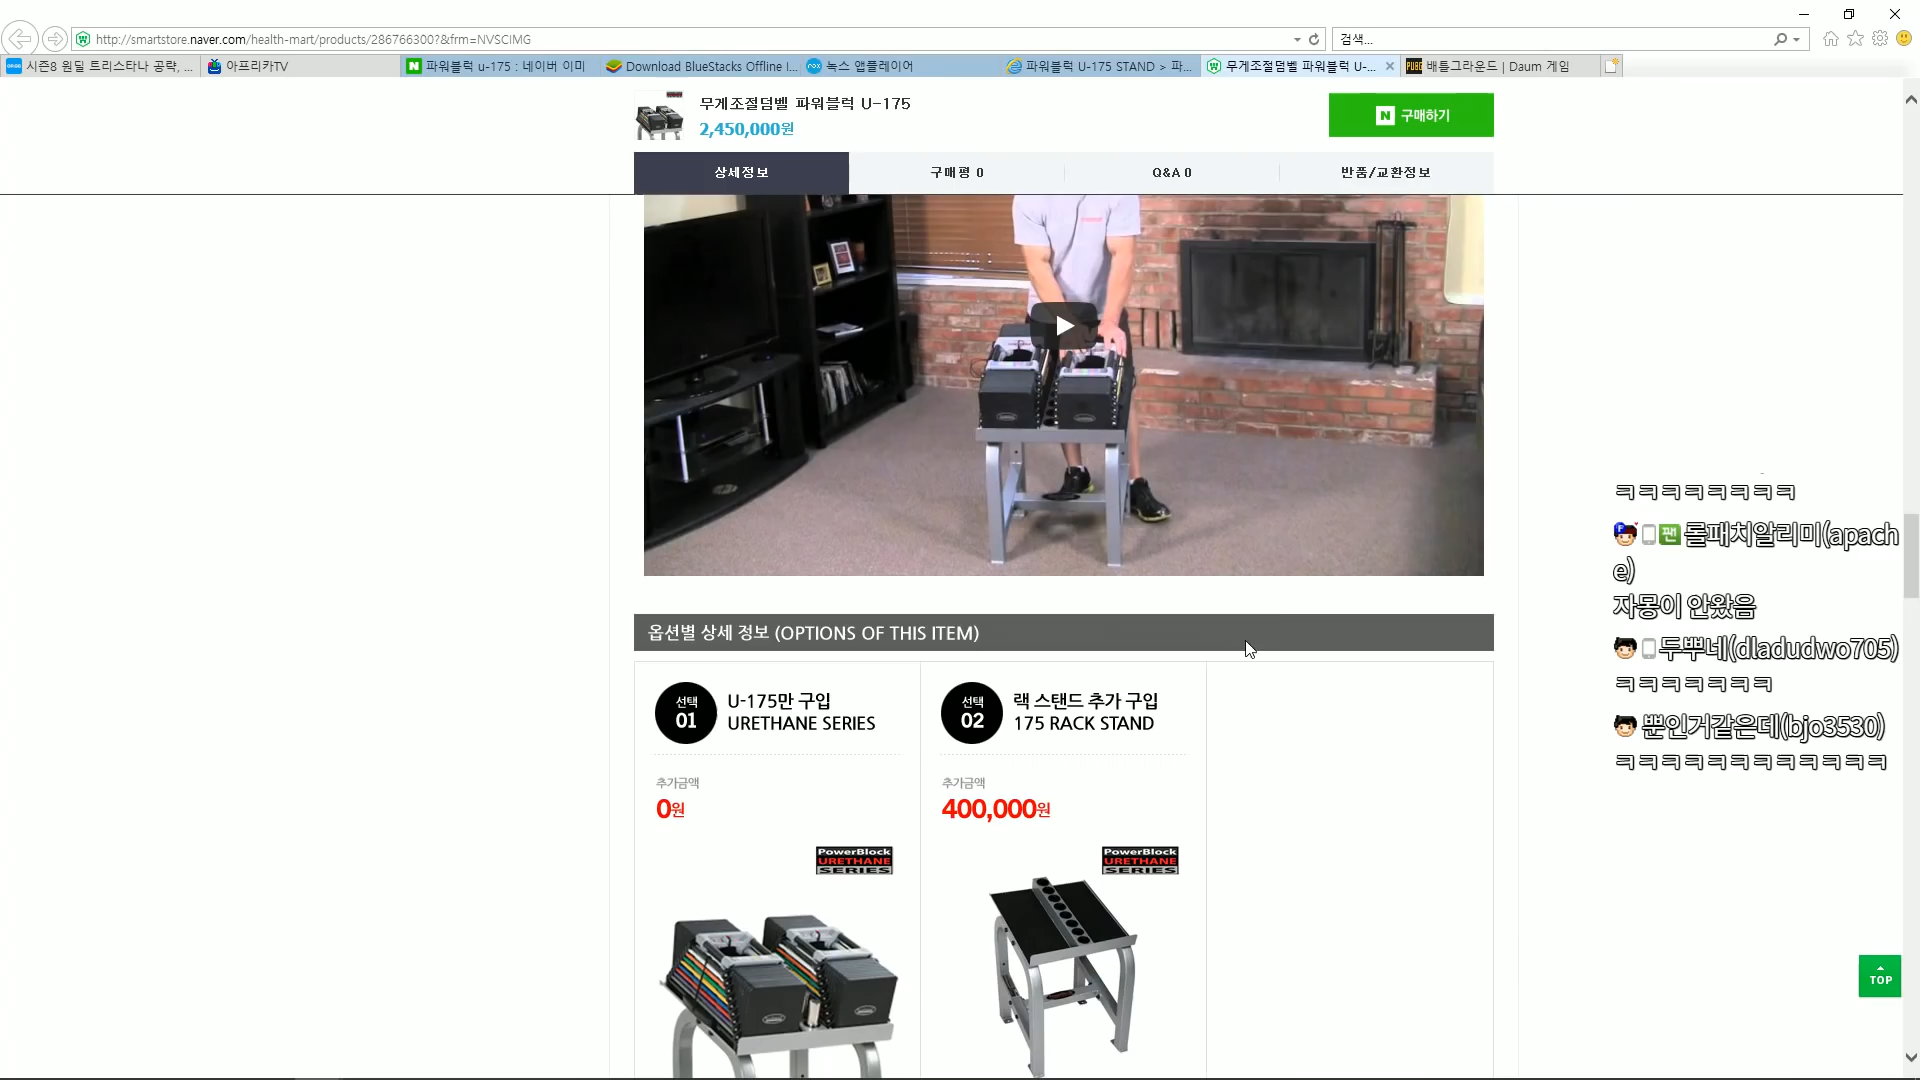 http://smartstore.naver.com/health-mart/products/286766300?&frm=NVSCIMG
검색...
시즌8 원딜 트리스타나 공략, ...
아프리카TV
파워블럭 u-175 : 네이버 이미
Download BlueStacks Offline I...
녹스 앱플레이어
파워블럭 U-175 STAND > 파...
무게조절덤벨 파워블럭 U-...
배틀그라운드 | Daum 게임
무게조절덤벨 파워블럭 U-175
2,450,000원
N 구매하기
상세정보
구매평 0
Q&A 0
반품/교환정보
옵션별 상세 정보 (OPTIONS OF THIS ITEM)
선택
01
U-175만 구입
URETHANE SERIES
추가금액
0원
PowerBlock
URETHANE
SERIES
선택
02
랙 스탠드 추가 구입
175 RACK STAND
추가금액
400,000원
PowerBlock
URETHANE
SERIES
ㅋㅋㅋㅋㅋㅋㅋㅋ
팬 롤패치알리미(apach
e)
자몽이 안왔음
두뿌네(dladudwo705)
ㅋㅋㅋㅋㅋㅋㅋ
뿐인거같은데(bjo3530)
ㅋㅋㅋㅋㅋㅋㅋㅋㅋㅋㅋㅋ
TOP